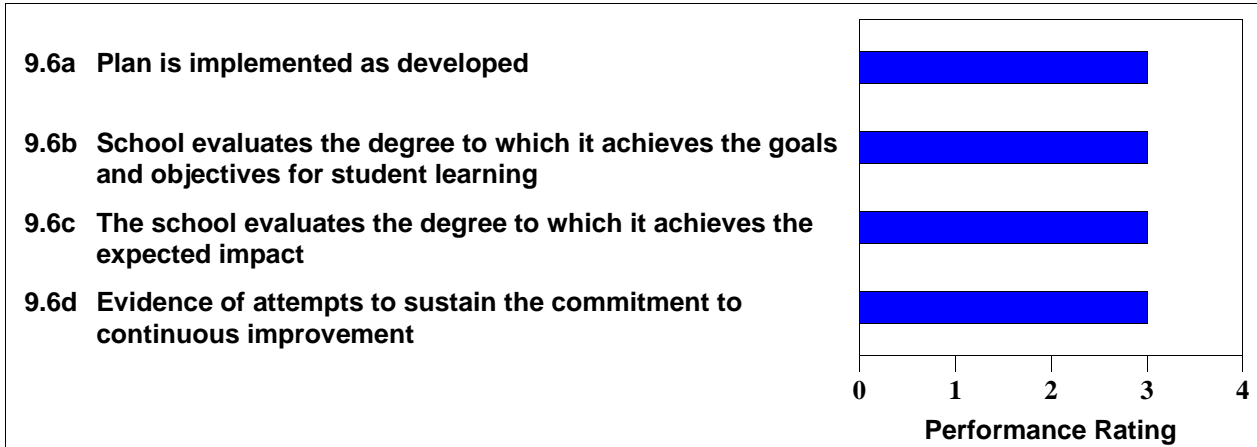 9.6a Plan is implemented as developed
9.6b School evaluates the degree to which it achieves the goals
and objectives for student learning
9.6c The school evaluates the degree to which it achieves the
expected impact
9.6d Evidence of attempts to sustain the commitment to
continuous improvement
0 1 2 3 4
Performance Rating